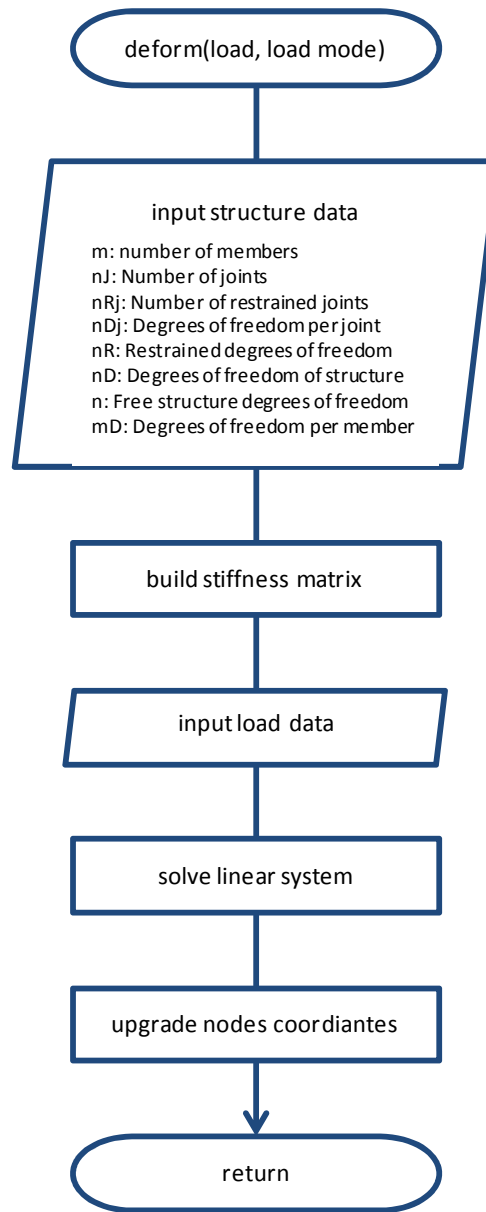 deform(load, load mode)
input structure data
m: number of members
nJ: Number of joints
nRj: Number of restrained joints
nDj: Degrees of freedom per joint
nR: Restrained degrees of freedom
nD: Degrees of freedom of structure
n: Free structure degrees of freedom
mD: Degrees of freedom per member
build stiffness matrix
input load data
solve linear system
upgrade nodes coordiantes
return